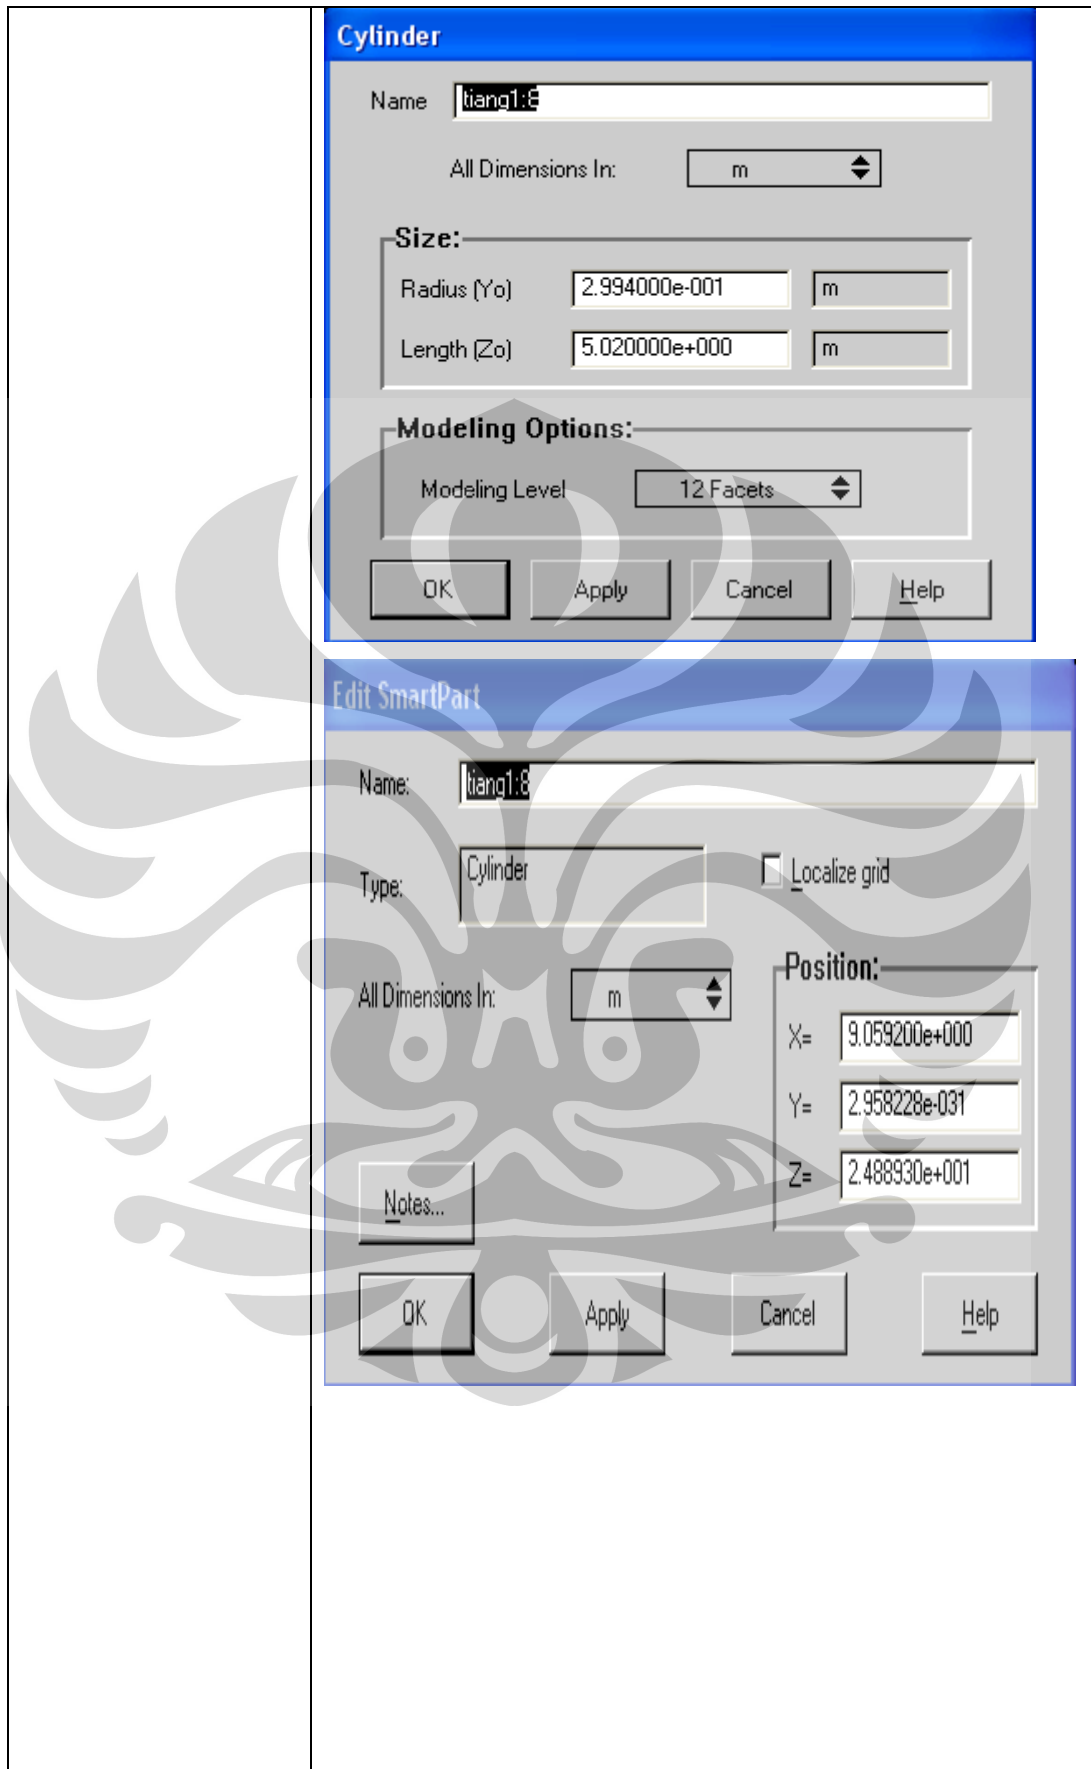 Cylinder
Name tiang1:8
All Dimensions In: m
Size:
Radius (Yo) 2.994000e-001 m
Length (Zo) 5.020000e+000 m
Modeling Options:
Modeling Level 12 Facets
OK Apply Cancel Help
Edit SmartPart
Name: tiang1:8
Type: Cylinder Localize grid
Position:
All Dimensions In: m
X= 9.059200e+000
Y= 2.958228e-031
Z= 2.488930e+001
Notes...
OK Apply Cancel Help